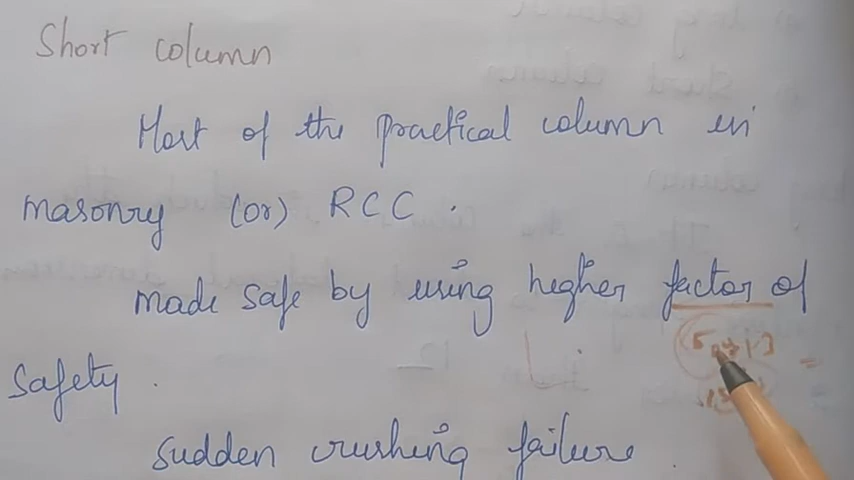 Short column
Most of the practical column in
masonry (or) RCC .
made safe by using higher factor of
safety .
sudden crushing failure .